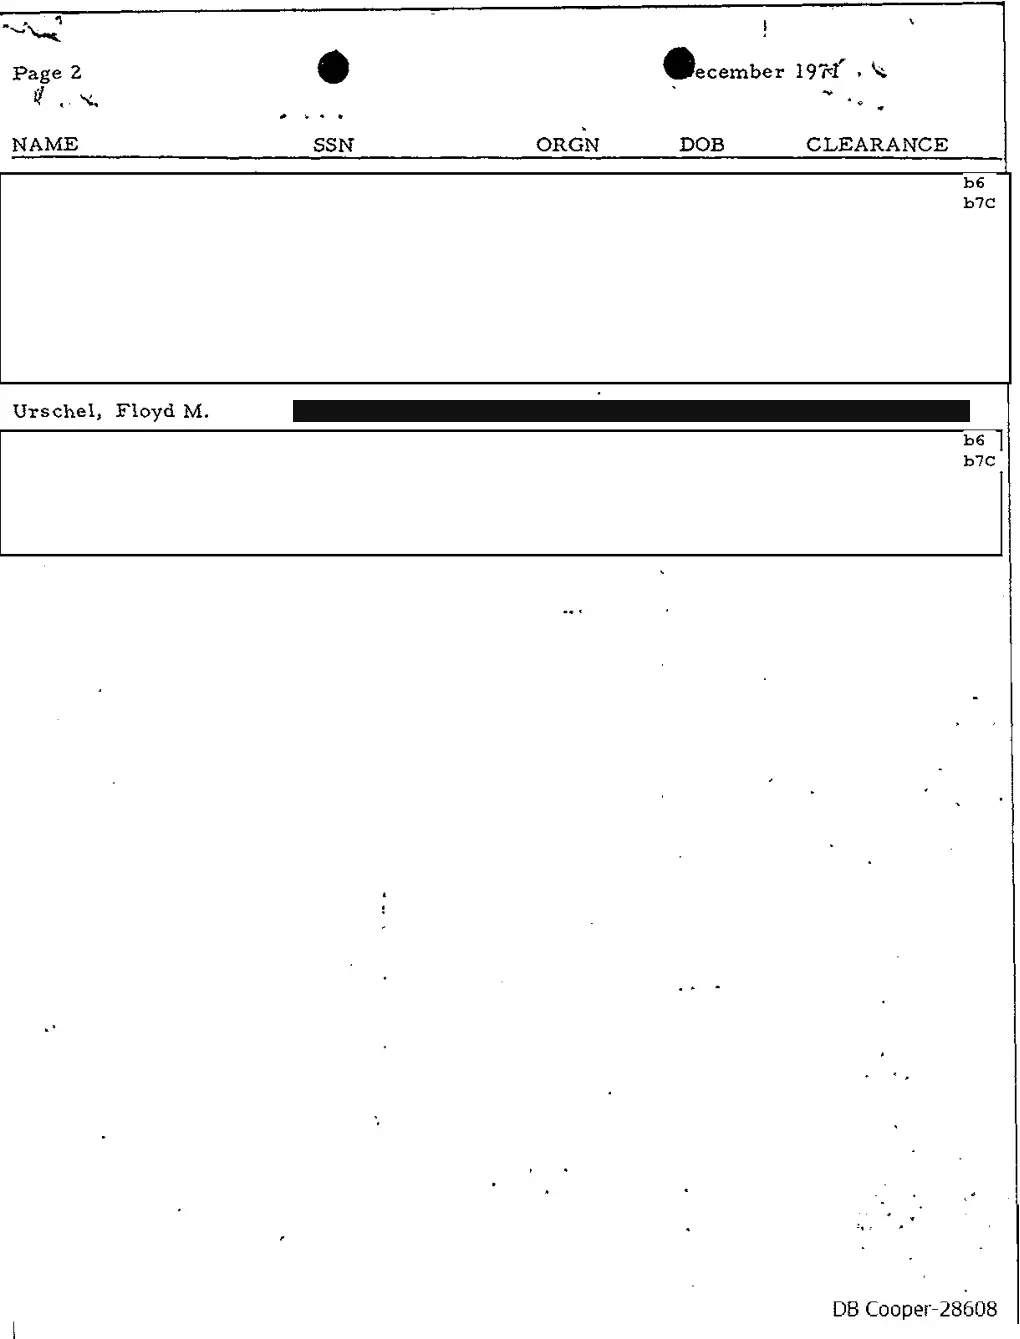 Page 2 ecember 1971
NAME SSN ORGN DOB CLEARANCE
b6
b7C
Urschel, Floyd M.
b6
b7C
DB Cooper-28608